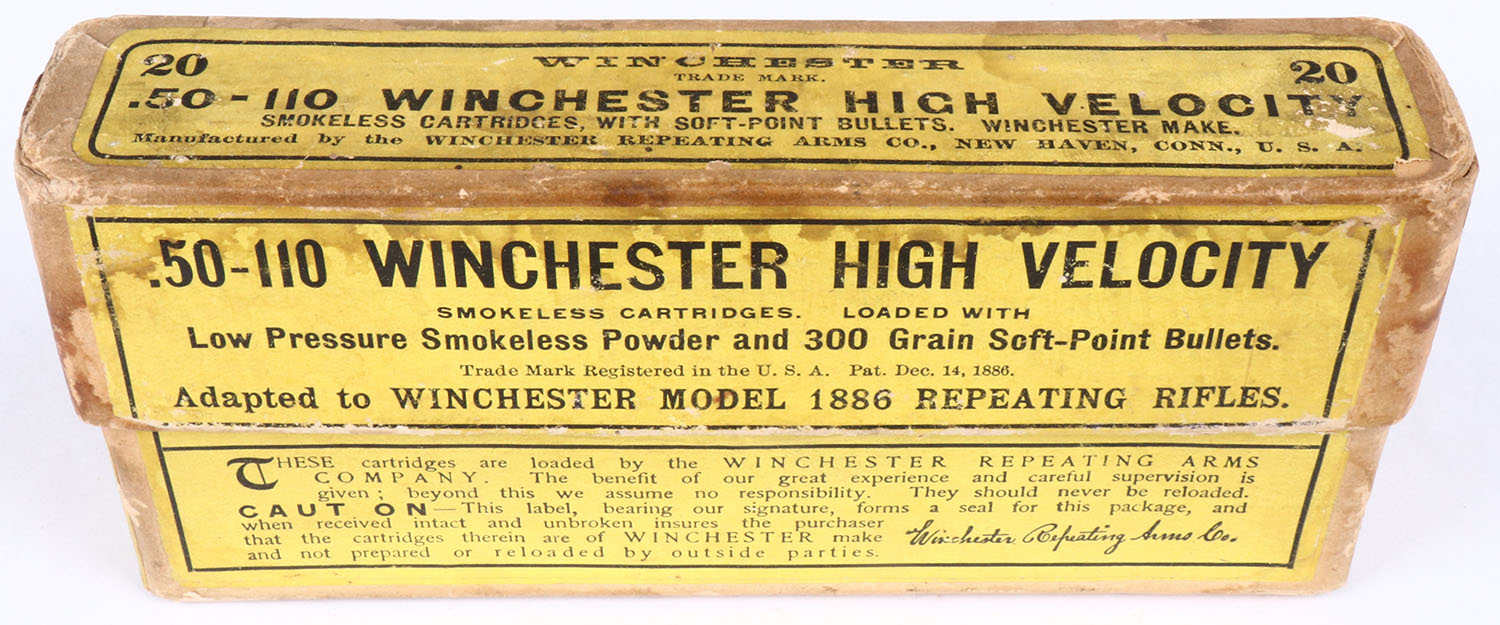 20 WINCHESTER 20
TRADE MARK.
.50-110 WINCHESTER HIGH VELOCITY
SMOKELESS CARTRIDGES, WITH SOFT-POINT BULLETS. WINCHESTER MAKE.
Manufactured by the WINCHESTER REPEATING ARMS CO., NEW HAVEN, CONN., U. S. A.
.50-110 WINCHESTER HIGH VELOCITY
SMOKELESS CARTRIDGES. LOADED WITH
Low Pressure Smokeless Powder and 300 Grain Soft-Point Bullets.
Trade Mark Registered in the U. S. A. Pat. Dec. 14, 1886.
Adapted to WINCHESTER MODEL 1886 REPEATING RIFLES.
THESE cartridges are loaded by the WINCHESTER REPEATING ARMS
COMPANY. The benefit of our great experience and careful supervision is
given; beyond this we assume no responsibility. They should never be reloaded.
CAUT ON—This label, bearing our signature, forms a seal for this package, and
when received intact and unbroken insures the purchaser
that the cartridges therein are of WINCHESTER make
and not prepared or reloaded by outside parties.
Winchester Repeating Arms Co.